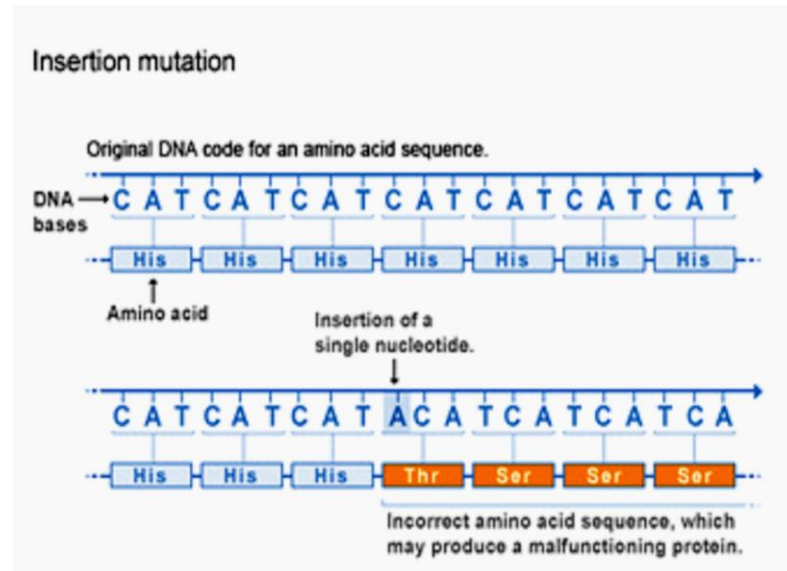 Insertion mutation
Original DNA code for an amino acid sequence.
DNA bases
C A T C A T C A T C A T C A T C A T C A T
His His His His His His His
Amino acid
Insertion of a
single nucleotide.
C A T C A T C A T A C A T C A T C A T C A
His His His Thr Ser Ser Ser
Incorrect amino acid sequence, which
may produce a malfunctioning protein.